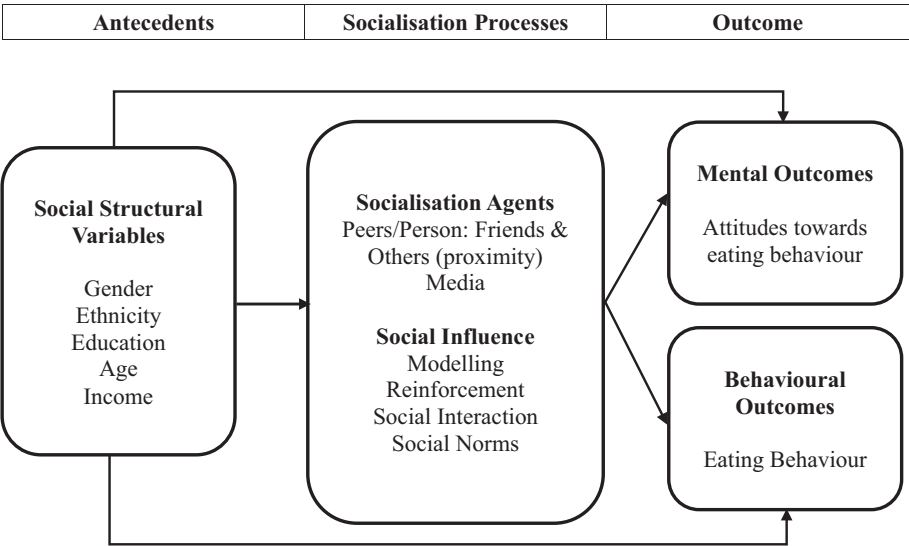 Antecedents
Socialisation Processes
Outcome
Social Structural
Variables
Gender
Ethnicity
Education
Age
Income
Socialisation Agents
Peers/Person: Friends &
Others (proximity)
Media
Social Influence
Modelling
Reinforcement
Social Interaction
Social Norms
Mental Outcomes
Attitudes towards
eating behaviour
Behavioural
Outcomes
Eating Behaviour